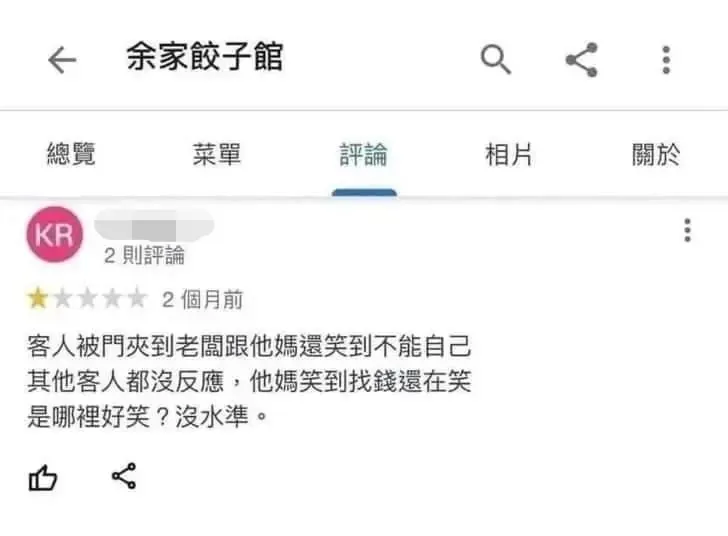 余家餃子館
總覽 菜單 評論 相片 關於
KR
2 則評論
2 個月前
客人被門夾到老闆跟他媽還笑到不能自己
其他客人都沒反應，他媽笑到找錢還在笑
是哪裡好笑？沒水準。